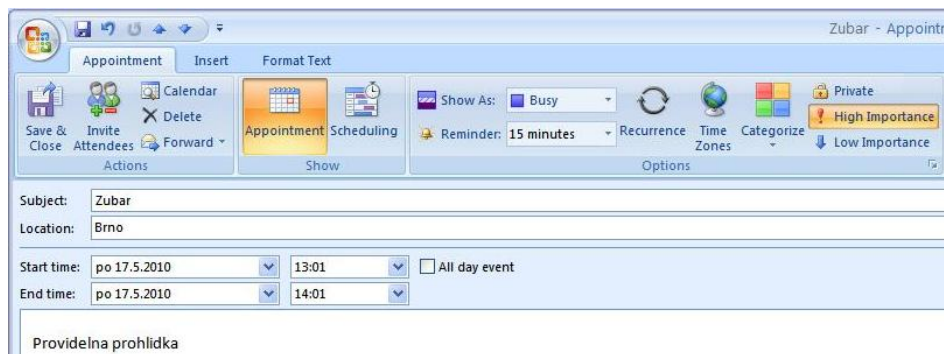 Zubar - Appointm
Appointment Insert Format Text
Save & Close
Invite Attendees
Calendar
Delete
Forward
Actions
Appointment
Scheduling
Show
Show As: Busy
Reminder: 15 minutes
Recurrence
Time Zones
Categorize
Private
High Importance
Low Importance
Options
Subject: Zubar
Location: Brno
Start time: po 17.5.2010 13:01 All day event
End time: po 17.5.2010 14:01
Providelna prohlidka